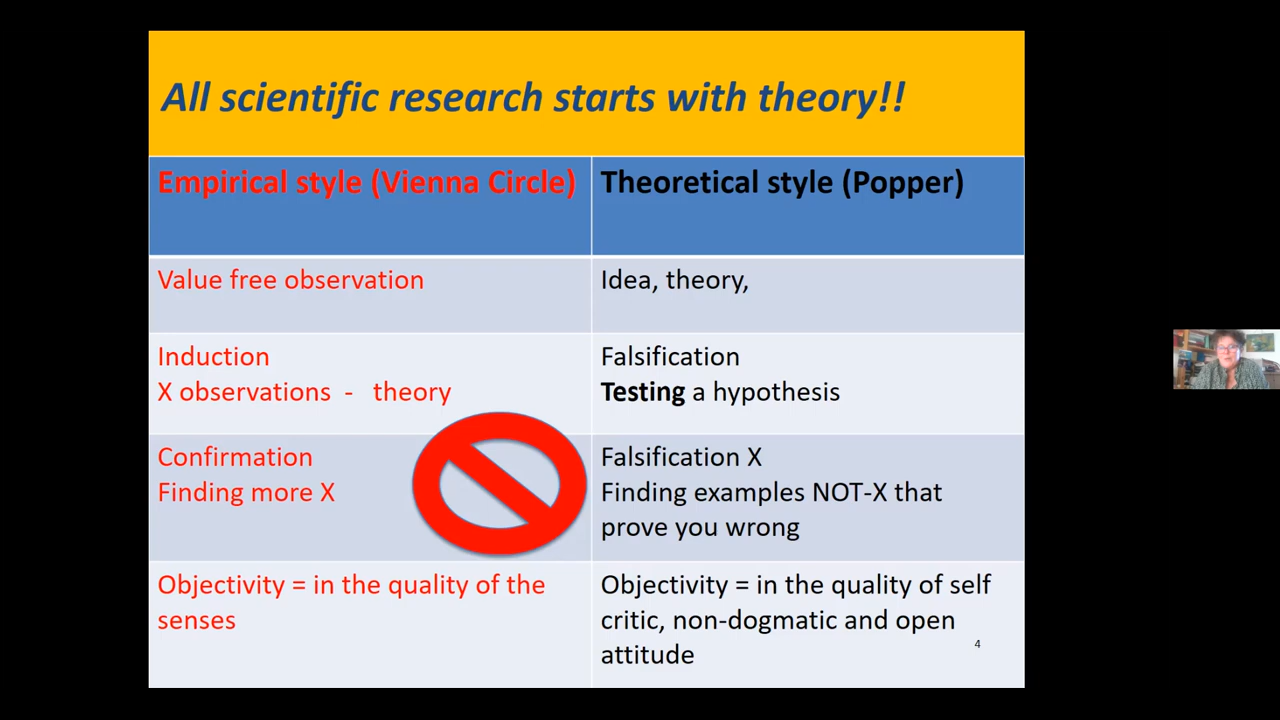 All scientific research starts with theory!!
Empirical style (Vienna Circle)
Theoretical style (Popper)
Value free observation
Idea, theory,
Induction
X observations - theory
Falsification
Testing a hypothesis
Confirmation
Finding more X
Falsification X
Finding examples NOT-X that
prove you wrong
Objectivity = in the quality of the
senses
Objectivity = in the quality of self
critic, non-dogmatic and open
attitude
4